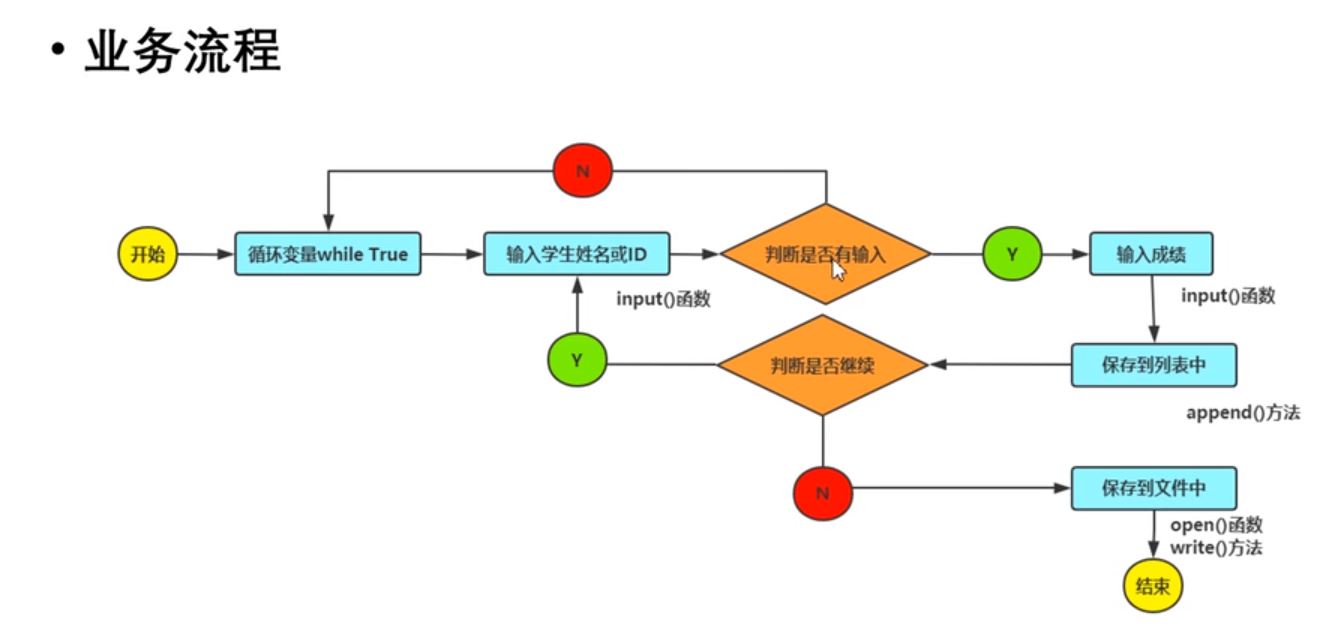 • 业务流程
N
开始
循环变量while True
输入学生姓名或ID
判断是否有输入
Y
输入成绩
input()函数
input()函数
Y
判断是否继续
保存到列表中
append()方法
N
保存到文件中
open()函数
write()方法
结束